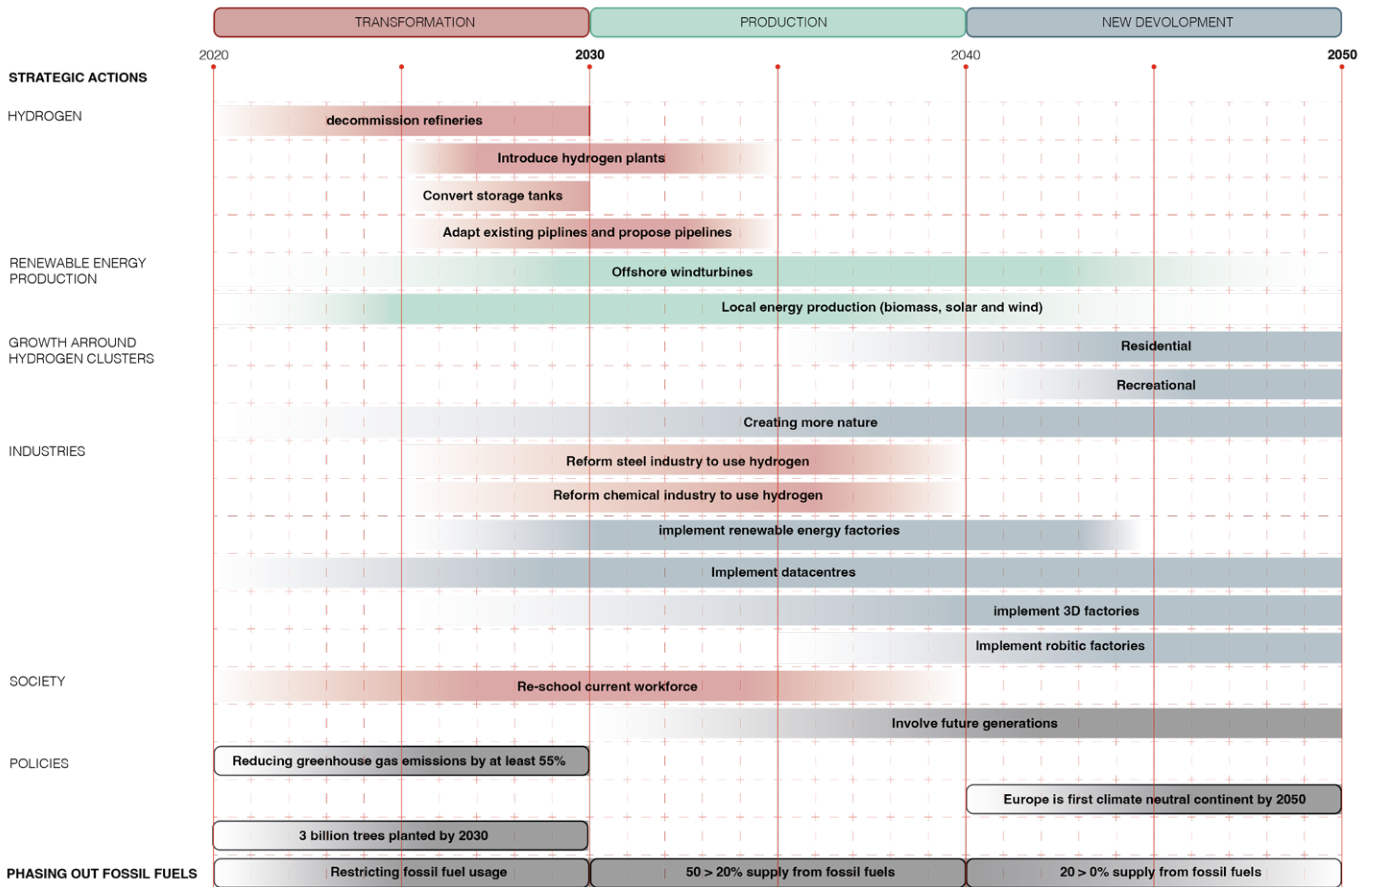 TRANSFORMATION
PRODUCTION
NEW DEVOLOPMENT
2020
2030
2040
2050
STRATEGIC ACTIONS
HYDROGEN
decommission refineries
Introduce hydrogen plants
Convert storage tanks
Adapt existing piplines and propose pipelines
RENEWABLE ENERGY
PRODUCTION
Offshore windturbines
Local energy production (biomass, solar and wind)
GROWTH ARROUND
HYDROGEN CLUSTERS
Residential
Recreational
Creating more nature
INDUSTRIES
Reform steel industry to use hydrogen
Reform chemical industry to use hydrogen
implement renewable energy factories
Implement datacentres
implement 3D factories
Implement robitic factories
SOCIETY
Re-school current workforce
Involve future generations
POLICIES
Reducing greenhouse gas emissions by at least 55%
Europe is first climate neutral continent by 2050
3 billion trees planted by 2030
PHASING OUT FOSSIL FUELS
Restricting fossil fuel usage
50 > 20% supply from fossil fuels
20 > 0% supply from fossil fuels